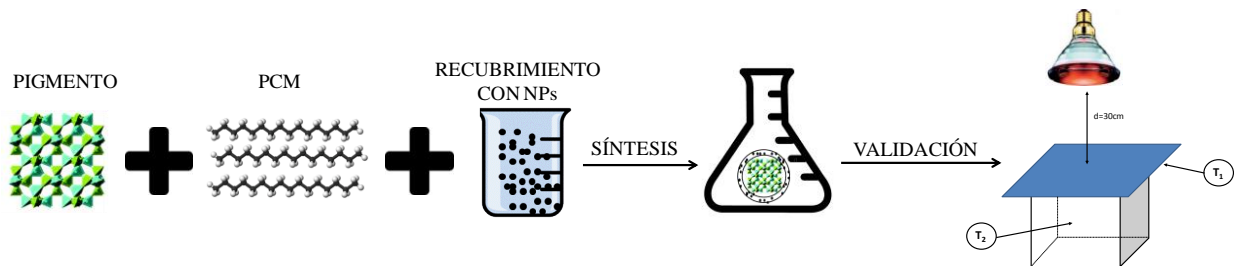 PIGMENTO
PCM
RECUBRIMIENTO
CON NPs
SÍNTESIS
VALIDACIÓN
d=30cm
T₁
T₂